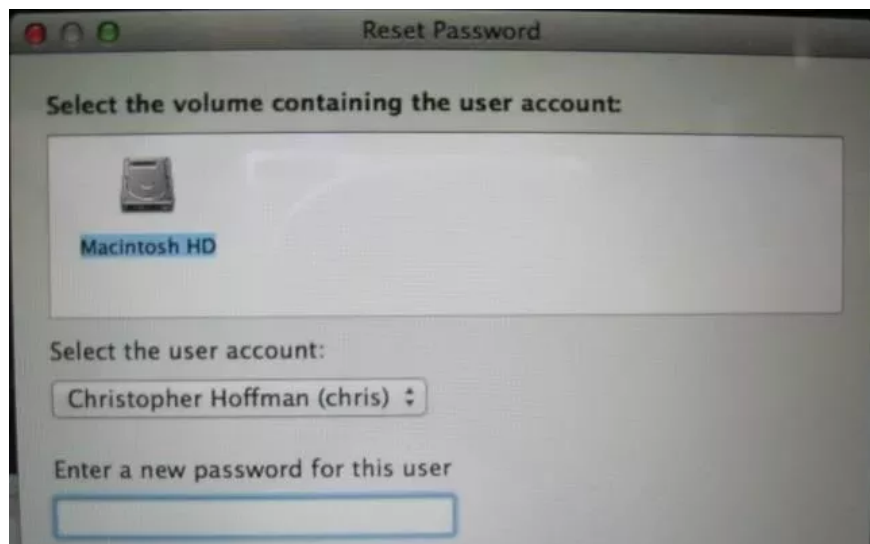 Reset Password
Select the volume containing the user account:
Macintosh HD
Select the user account:
Christopher Hoffman (chris)
Enter a new password for this user